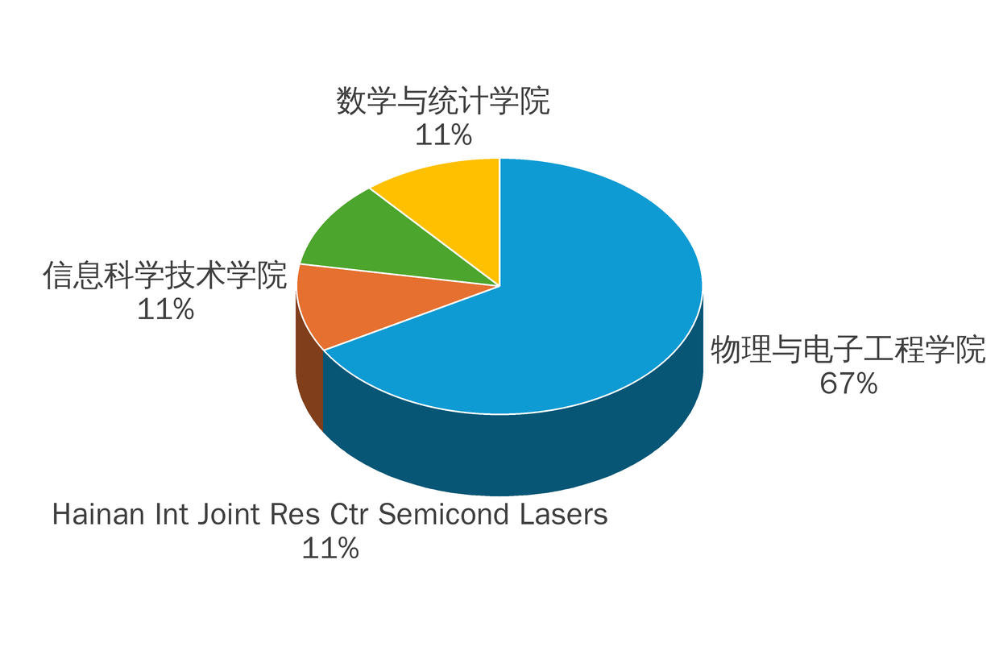 数学与统计学院
11%
信息科学技术学院
11%
物理与电子工程学院
67%
Hainan Int Joint Res Ctr Semicond Lasers
11%